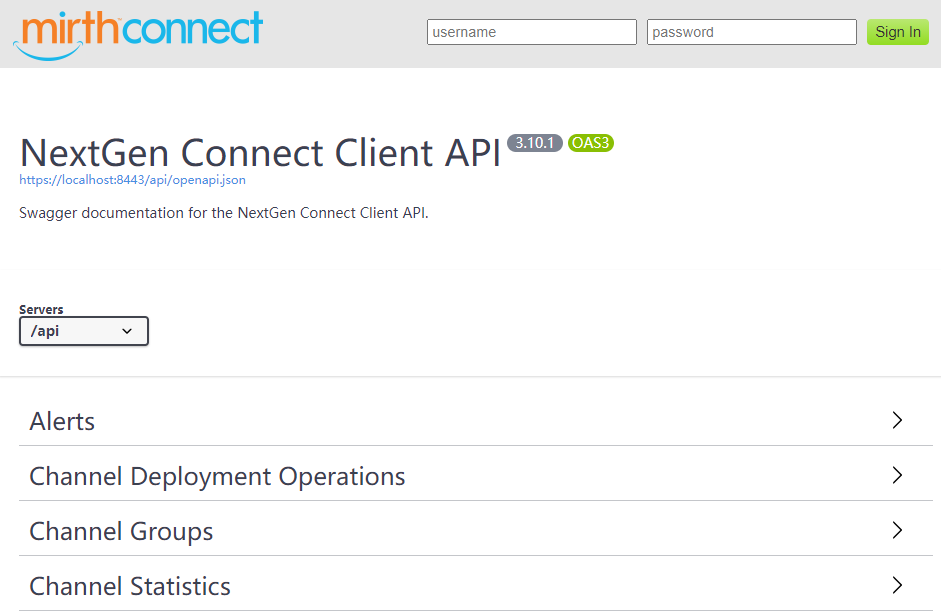 mirthconnect
username password Sign In
NextGen Connect Client API 3.10.1 OAS3
https://localhost:8443/api/openapi.json
Swagger documentation for the NextGen Connect Client API.
Servers
/api
Alerts
Channel Deployment Operations
Channel Groups
Channel Statistics